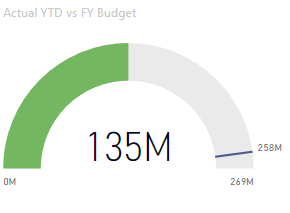 Actual YTD vs FY Budget
135M
258M
0M
269M